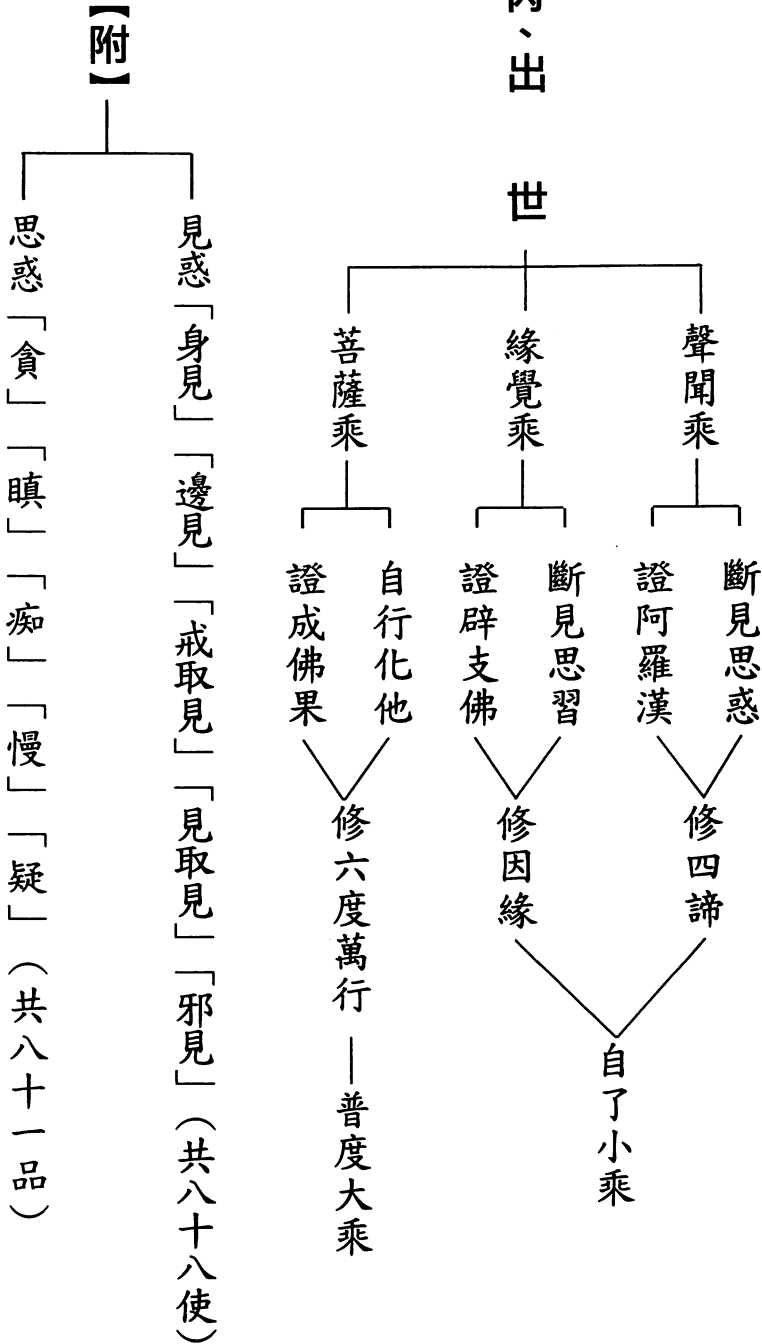 、出世
聲聞乘
斷見思惑
證阿羅漢
修四諦
緣覺乘
斷見思習
證辟支佛
修因緣
自了小乘
菩薩乘
自行化他
證成佛果
修六度萬行
普度大乘
【附】
見惑「身見」「邊見」「戒取見」「見取見」「邪見」（共八十八使）
思惑「貪」「瞋」「痴」「慢」「疑」（共八十一品）